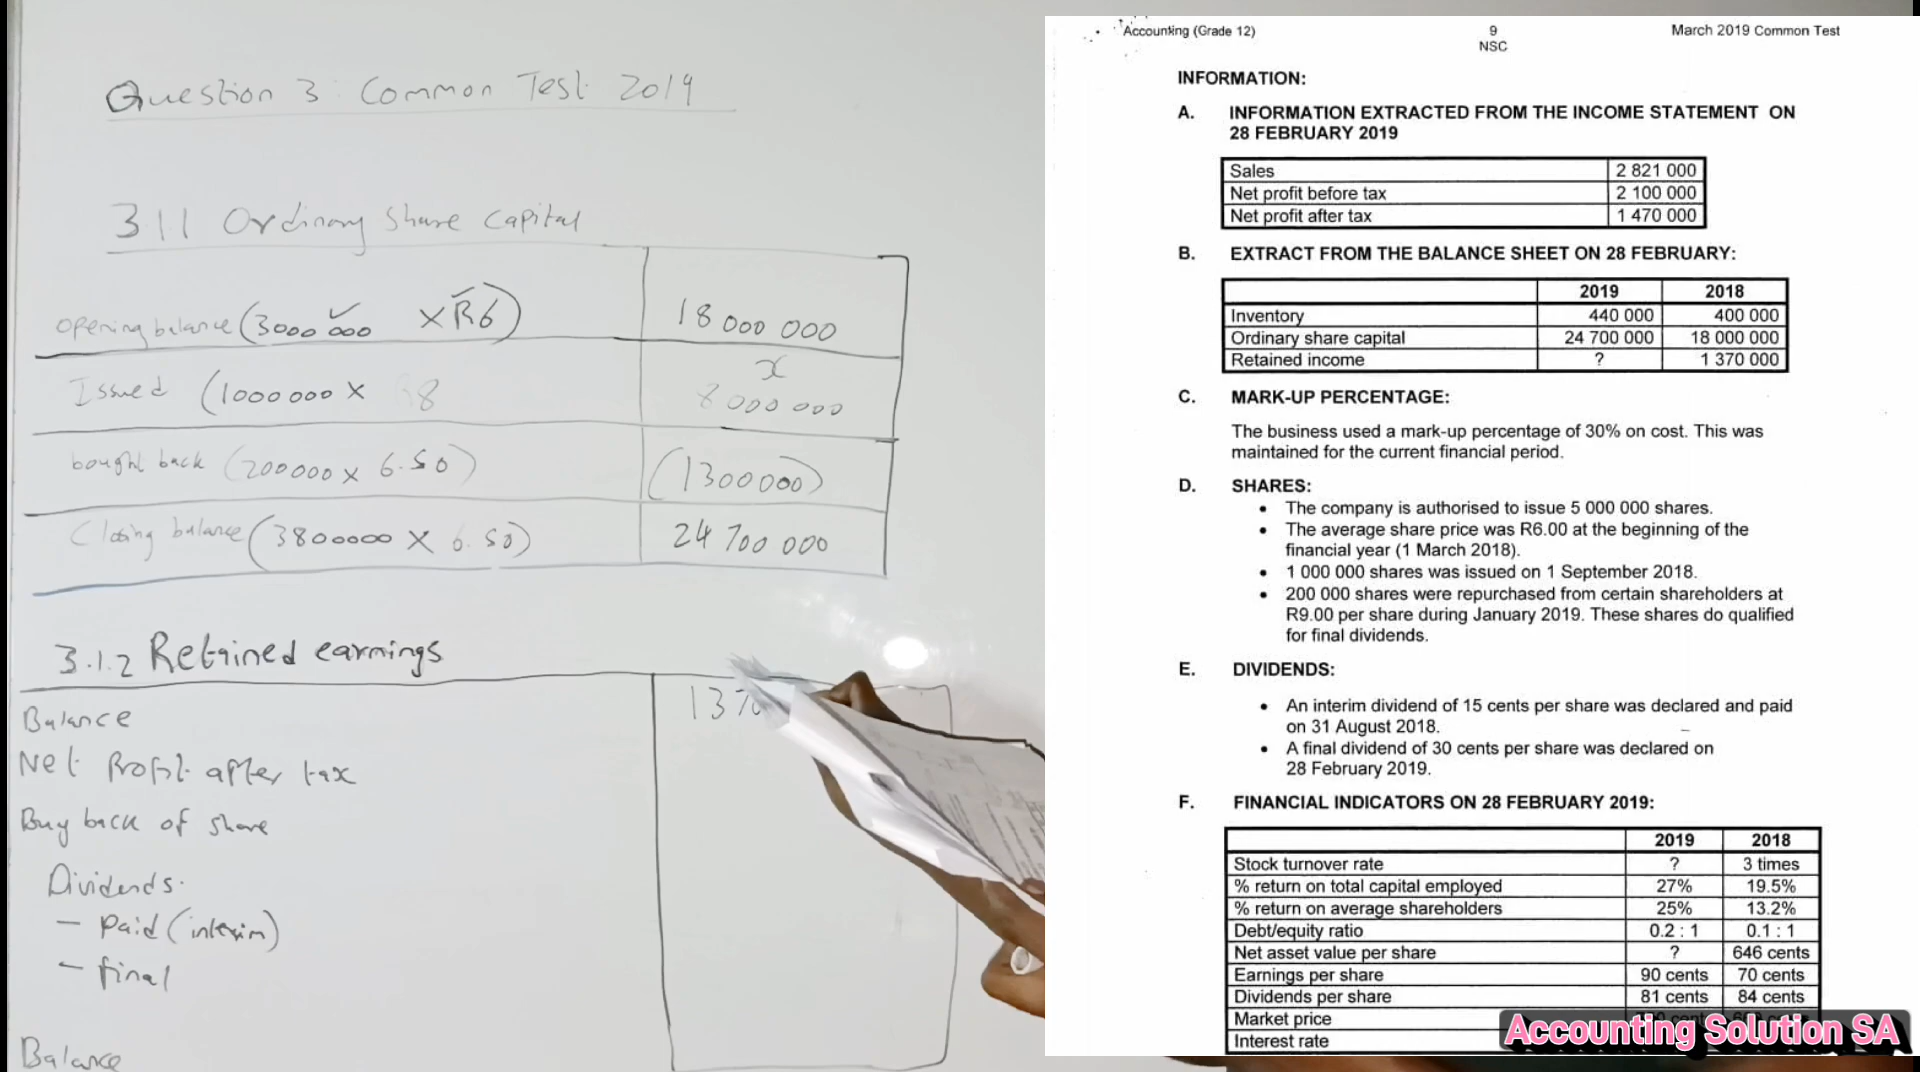 Question 3: Common Test 2019
3.1.1 Ordinary share capital
Opening balance (3000 000 × R6) 18 000 000
x
Issued (1000 000 × R8 8 000 000
bought back (200000 × 6.50) (1300000)
Closing balance (3800000 × 6.50) 24 700 000
3.1.2 Retained earnings
Balance
Net Profit after tax
Buy back of share
Dividends.
- paid (interim)
- final
Balance
Accounting (Grade 12) 9 March 2019 Common Test
NSC
INFORMATION:
A. INFORMATION EXTRACTED FROM THE INCOME STATEMENT ON
28 FEBRUARY 2019
Sales 2 821 000
Net profit before tax 2 100 000
Net profit after tax 1 470 000
B. EXTRACT FROM THE BALANCE SHEET ON 28 FEBRUARY:
2019 2018
Inventory 440 000 400 000
Ordinary share capital 24 700 000 18 000 000
Retained income ? 1 370 000
C. MARK-UP PERCENTAGE:
The business used a mark-up percentage of 30% on cost. This was
maintained for the current financial period.
D. SHARES:
• The company is authorised to issue 5 000 000 shares.
• The average share price was R6.00 at the beginning of the
financial year (1 March 2018).
• 1 000 000 shares was issued on 1 September 2018.
• 200 000 shares were repurchased from certain shareholders at
R9.00 per share during January 2019. These shares do qualified
for final dividends.
E. DIVIDENDS:
• An interim dividend of 15 cents per share was declared and paid
on 31 August 2018.
• A final dividend of 30 cents per share was declared on
28 February 2019.
F. FINANCIAL INDICATORS ON 28 FEBRUARY 2019:
2019 2018
Stock turnover rate ? 3 times
% return on total capital employed 27% 19.5%
% return on average shareholders 25% 13.2%
Debt/equity ratio 0.2 : 1 0.1 : 1
Net asset value per share ? 646 cents
Earnings per share 90 cents 70 cents
Dividends per share 81 cents 84 cents
Market price
Interest rate
Accounting Solution SA